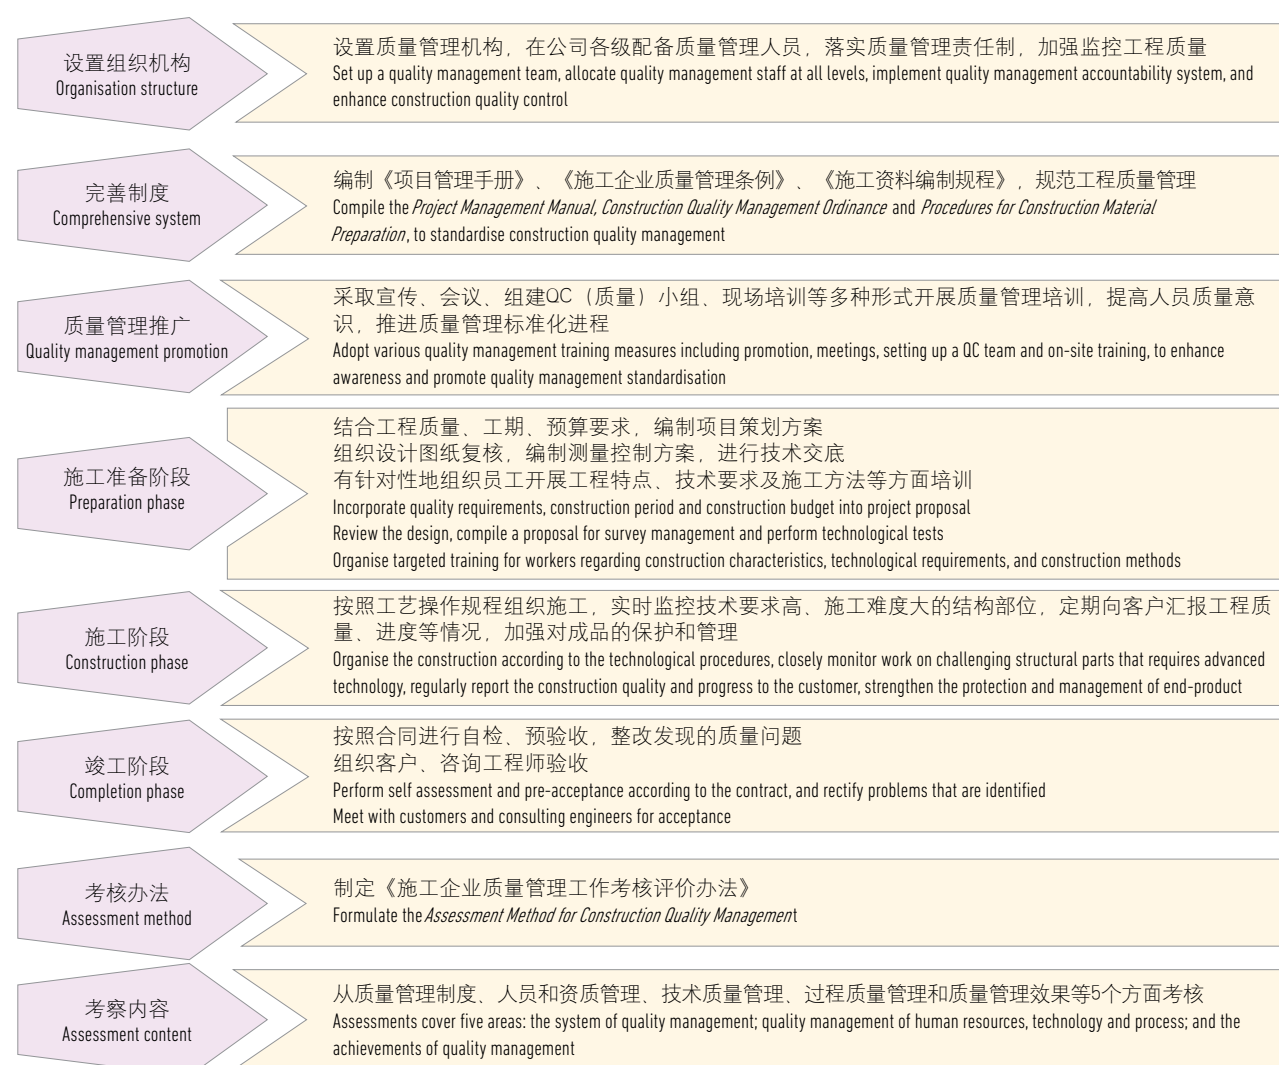 设置组织机构
Organisation structure
设置质量管理机构，在公司各级配备质量管理人员，落实质量管理责任制，加强监控工程质量
Set up a quality management team, allocate quality management staff at all levels, implement quality management accountability system, and
enhance construction quality control
完善制度
Comprehensive system
编制《项目管理手册》、《施工企业质量管理条例》、《施工资料编制规程》，规范工程质量管理
Compile the Project Management Manual, Construction Quality Management Ordinance and Procedures for Construction Material
Preparation, to standardise construction quality management
质量管理推广
Quality management promotion
采取宣传、会议、组建QC（质量）小组、现场培训等多种形式开展质量管理培训，提高人员质量意
识，推进质量管理标准化进程
Adopt various quality management training measures including promotion, meetings, setting up a QC team and on-site training, to enhance
awareness and promote quality management standardisation
施工准备阶段
Preparation phase
结合工程质量、工期、预算要求，编制项目策划方案
组织设计图纸复核，编制测量控制方案，进行技术交底
有针对性地组织员工开展工程特点、技术要求及施工方法等方面培训
Incorporate quality requirements, construction period and construction budget into project proposal
Review the design, compile a proposal for survey management and perform technological tests
Organise targeted training for workers regarding construction characteristics, technological requirements, and construction methods
施工阶段
Construction phase
按照工艺操作规程组织施工，实时监控技术要求高、施工难度大的结构部位，定期向客户汇报工程质
量、进度等情况，加强对成品的保护和管理
Organise the construction according to the technological procedures, closely monitor work on challenging structural parts that requires advanced
technology, regularly report the construction quality and progress to the customer, strengthen the protection and management of end-product
竣工阶段
Completion phase
按照合同进行自检、预验收，整改发现的质量问题
组织客户、咨询工程师验收
Perform self assessment and pre-acceptance according to the contract, and rectify problems that are identified
Meet with customers and consulting engineers for acceptance
考核办法
Assessment method
制定《施工企业质量管理工作考核评价办法》
Formulate the Assessment Method for Construction Quality Management
考察内容
Assessment content
从质量管理制度、人员和资质管理、技术质量管理、过程质量管理和质量管理效果等5个方面考核
Assessments cover five areas: the system of quality management; quality management of human resources, technology and process; and the
achievements of quality management